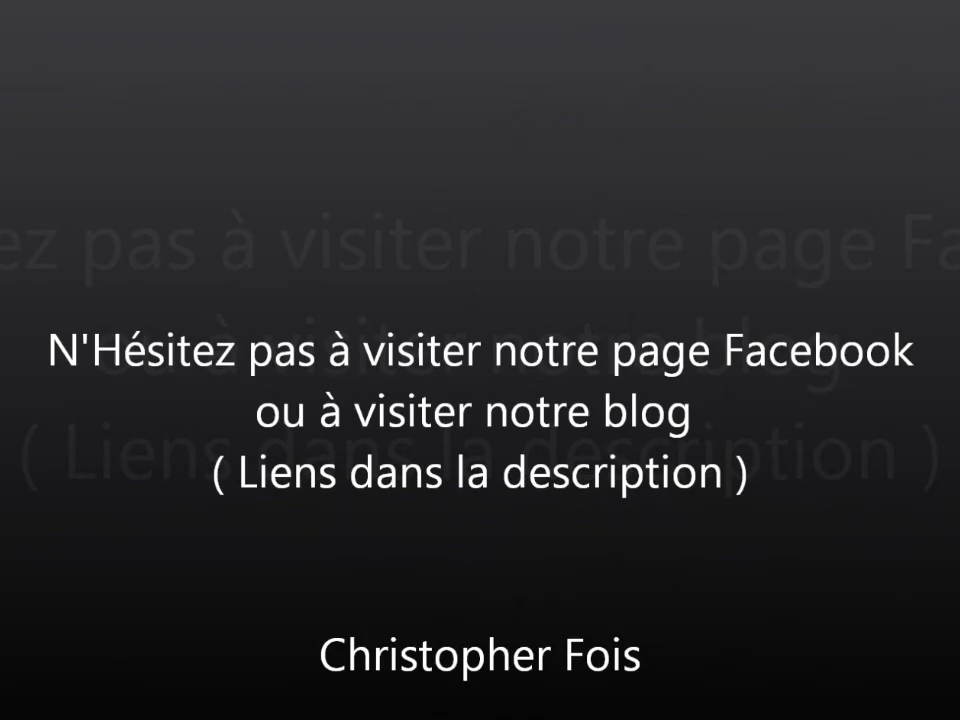 N'Hésitez pas à visiter notre page Facebook
ou à visiter notre blog
( Liens dans la description )
Christopher Fois